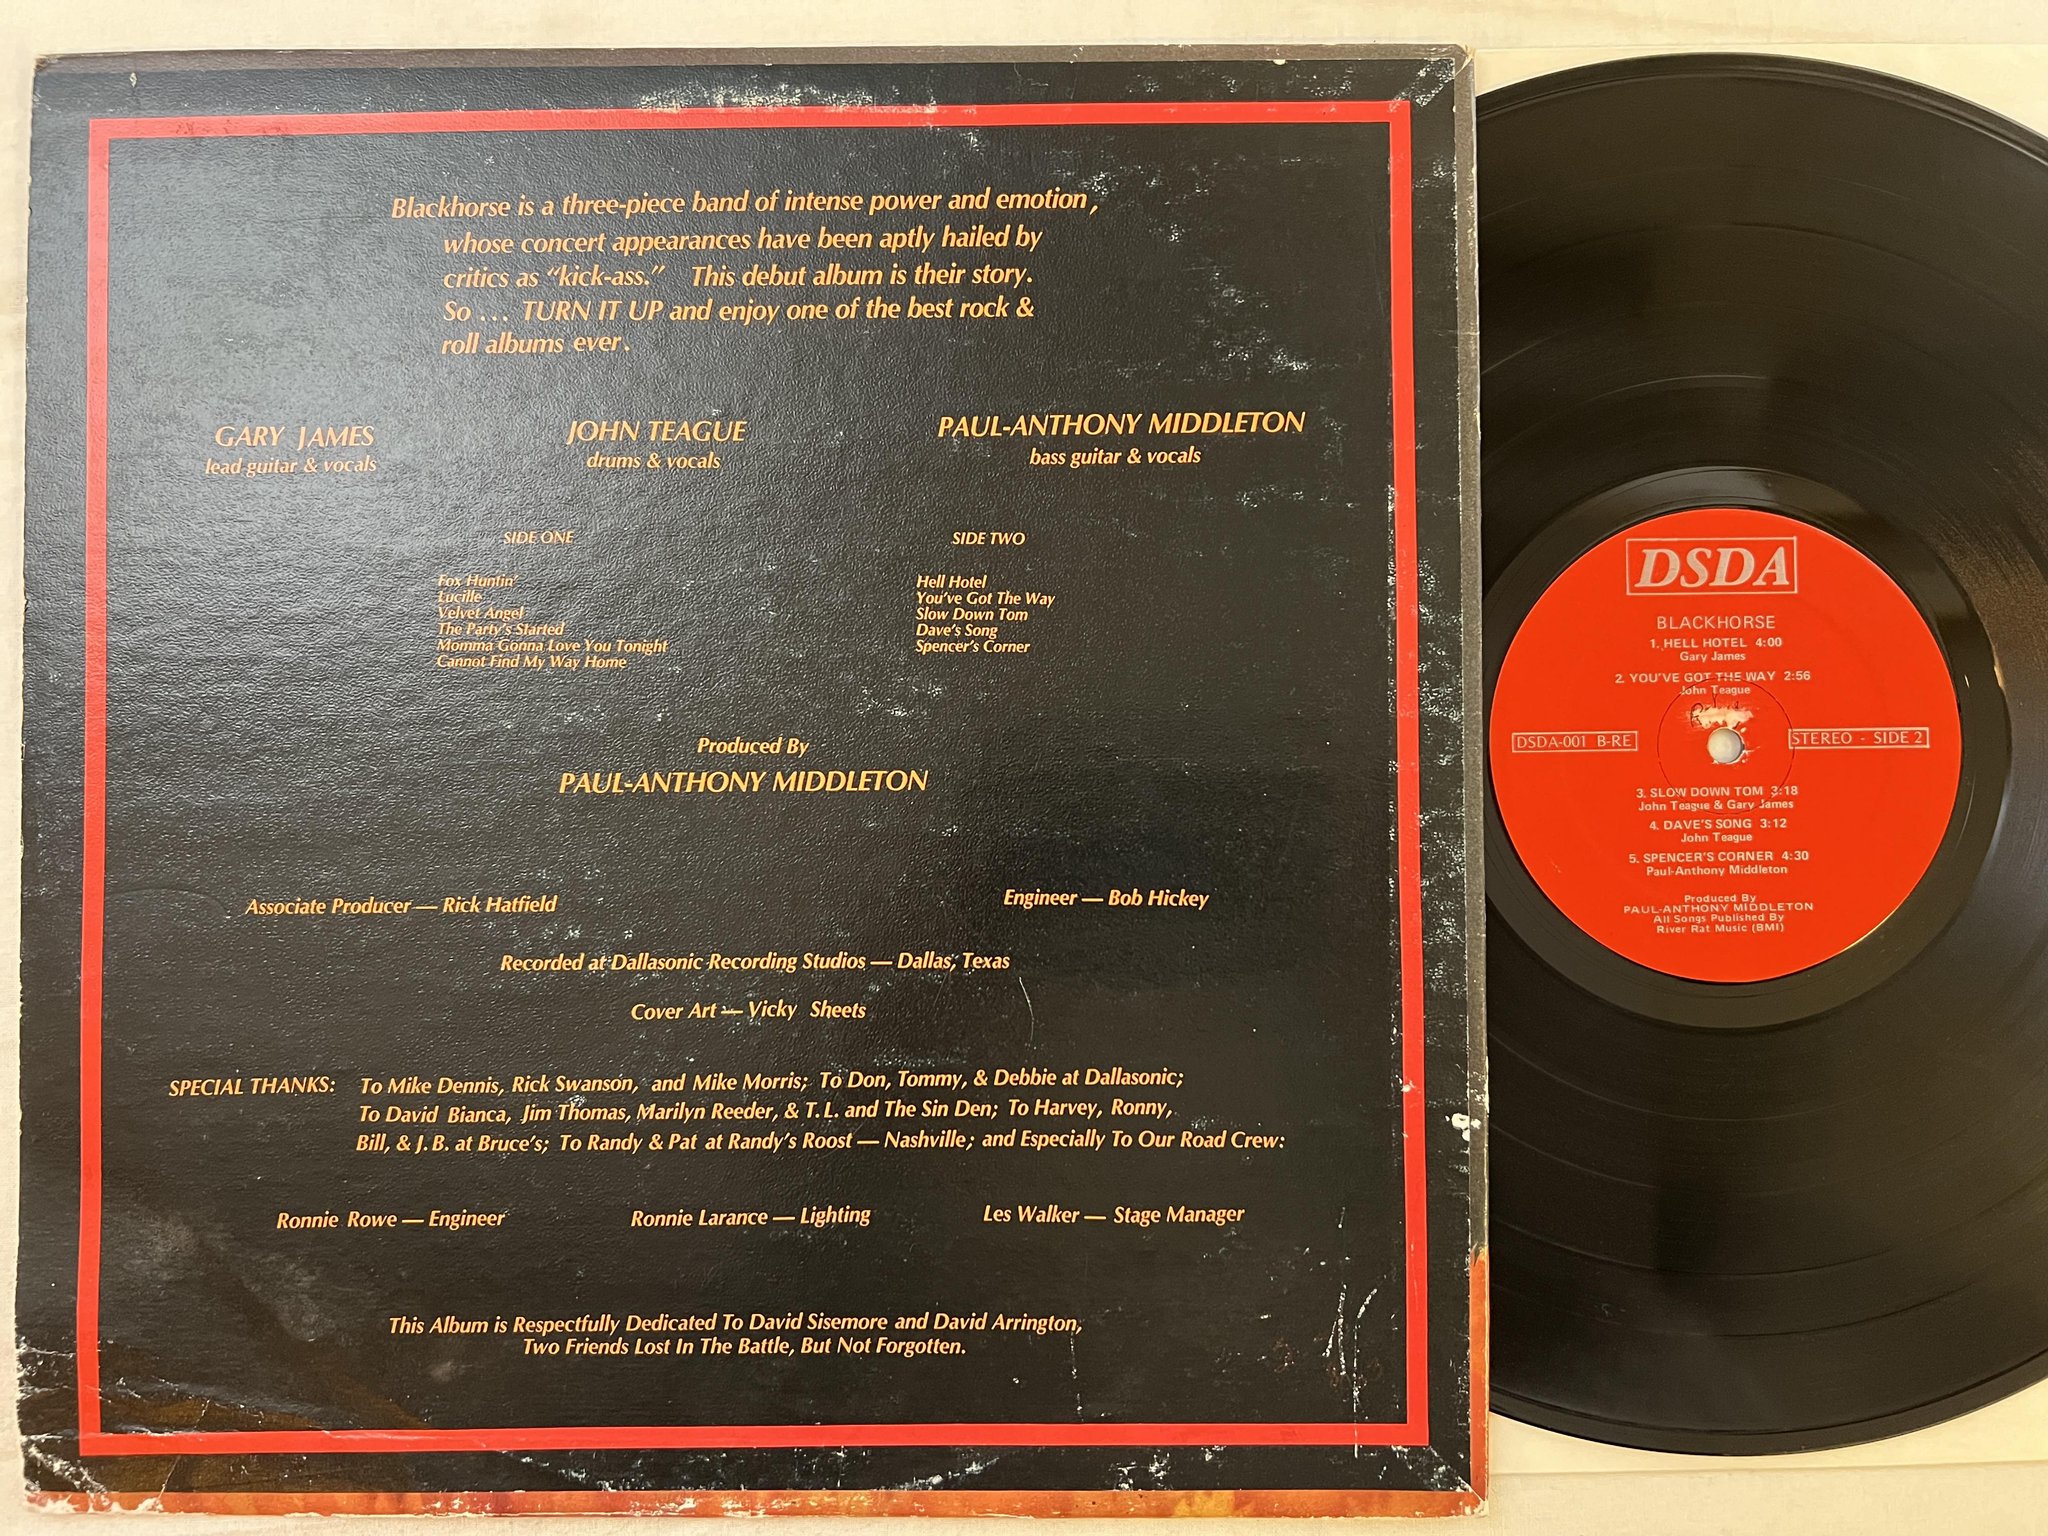 Blackhorse is a three-piece band of intense power and emotion,
whose concert appearances have been aptly hailed by
critics as “kick-ass.” This debut album is their story.
So ... TURN IT UP and enjoy one of the best rock &
roll albums ever.
GARY JAMES
lead guitar & vocals
JOHN TEAGUE
drums & vocals
PAUL-ANTHONY MIDDLETON
bass guitar & vocals
SIDE ONE
Fox Huntin'
Lucille
Velvet Angel
The Party's Started
Momma Gonna Love You Tonight
Cannot Find My Way Home
SIDE TWO
Hell Hotel
You've Got The Way
Slow Down Tom
Dave's Song
Spencer's Corner
Produced By
PAUL-ANTHONY MIDDLETON
Associate Producer — Rick Hatfield
Engineer — Bob Hickey
Recorded at Dallasonic Recording Studios — Dallas, Texas
Cover Art — Vicky Sheets
SPECIAL THANKS: To Mike Dennis, Rick Swanson, and Mike Morris; To Don, Tommy, & Debbie at Dallasonic;
To David Bianca, Jim Thomas, Marilyn Reeder, & T.L. and The Sin Den; To Harvey, Ronny,
Bill, & J.B. at Bruce's; To Randy & Pat at Randy's Roost — Nashville; and Especially To Our Road Crew:
Ronnie Rowe — Engineer
Ronnie Larance — Lighting
Les Walker — Stage Manager
This Album is Respectfully Dedicated To David Sisemore and David Arrington,
Two Friends Lost In The Battle, But Not Forgotten.
DSDA
BLACKHORSE
1. HELL HOTEL 4:00
Gary James
2. YOU'VE GOT THE WAY 2:56
John Teague
DSDA-001 B-RE
STEREO - SIDE 2
3. SLOW DOWN TOM 3:18
John Teague & Gary James
4. DAVE'S SONG 3:12
John Teague
5. SPENCER'S CORNER 4:30
Paul-Anthony Middleton
Produced By
PAUL-ANTHONY MIDDLETON
All Songs Published By
River Rat Music (BMI)